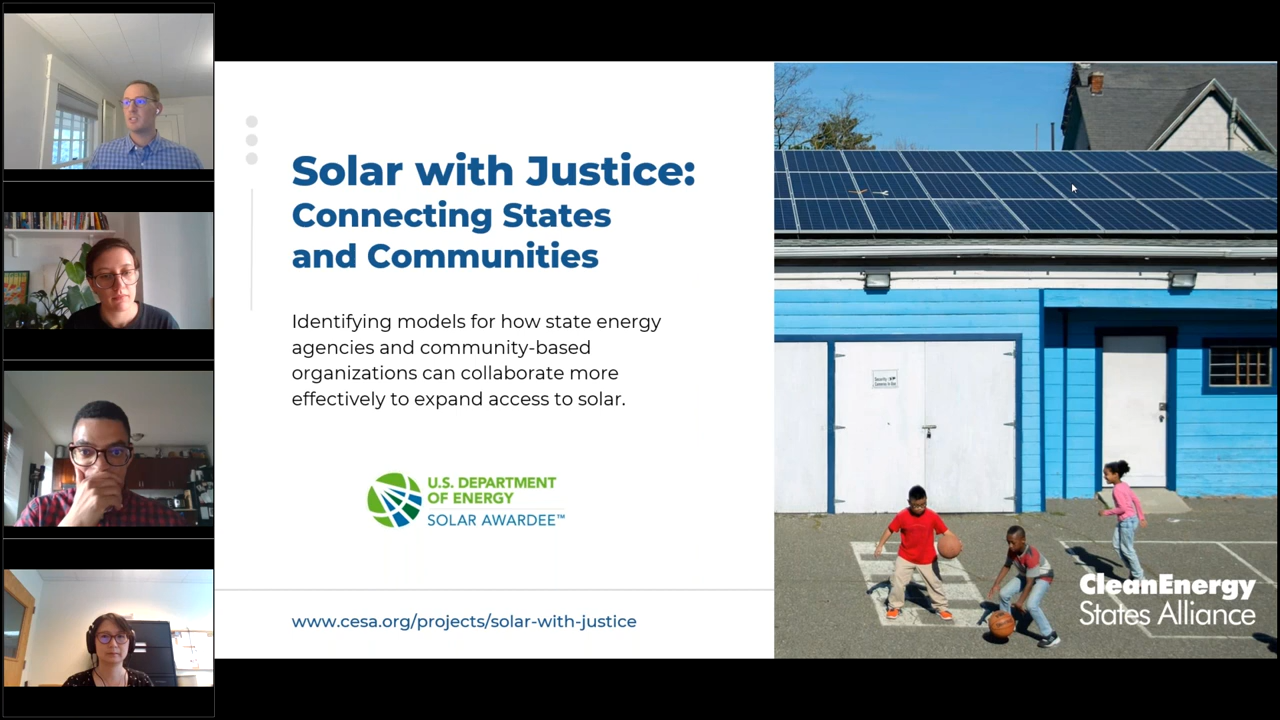 Solar with Justice:
Connecting States
and Communities
Identifying models for how state energy
agencies and community-based
organizations can collaborate more
effectively to expand access to solar.
U.S. DEPARTMENT
OF ENERGY
SOLAR AWARDEE™
www.cesa.org/projects/solar-with-justice
CleanEnergy
States Alliance